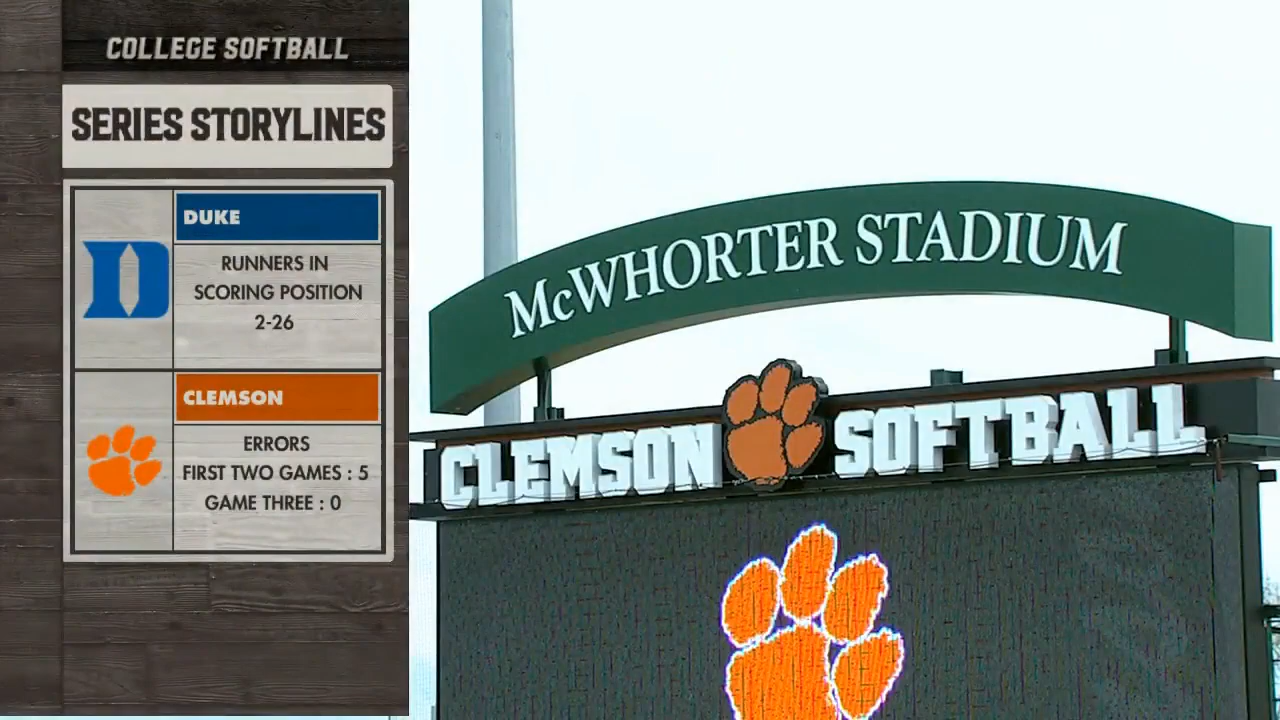 COLLEGE SOFTBALL
SERIES STORYLINES
DUKE
RUNNERS IN
SCORING POSITION
2-26
D
CLEMSON
ERRORS
FIRST TWO GAMES : 5
GAME THREE : 0
McWHORTER STADIUM
CLEMSON SOFTBALL